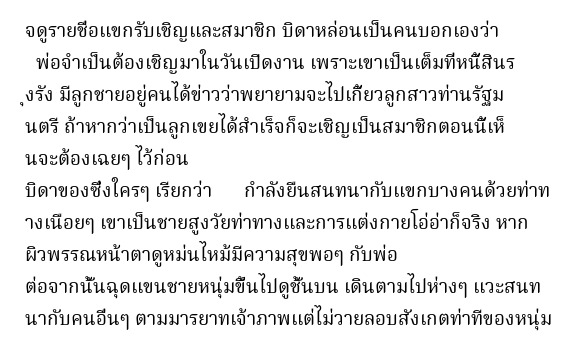 จดูรายชื่อแขกรับเชิญและสมาชิก บิดาหล่อนเป็นคนบอกเองว่า
พ่อจำเป็นต้องเชิญมาในวันเปิดงาน เพราะเขาเป็นเต็มทีหนี้สินร
ุงรัง มีลูกชายอยู่คนได้ข่าวว่าพยายามจะไปเกี้ยวลูกสาวท่านรัฐม
นตรี ถ้าหากว่าเป็นลูกเขยได้สำเร็จก็จะเชิญเป็นสมาชิกตอนนี้เห็
นจะต้องเฉยๆ ไว้ก่อน
บิดาของซึ่งใครๆ เรียกว่า กำลังยืนสนทนากับแขกบางคนด้วยท่าท
างเนือยๆ เขาเป็นชายสูงวัยท่าทางและการแต่งกายโอ่อ่าก็จริง หาก
ผิวพรรณหน้าตาดูหม่นไหม้มีความสุขพอๆ กับพ่อ
ต่อจากนั้นฉุดแขนชายหนุ่มขึ้นไปดูชั้นบน เดินตามไปห่างๆ แวะสนท
นากับคนอื่นๆ ตามมารยาทเจ้าภาพแต่ไม่วายลอบสังเกตท่าทีของหนุ่ม